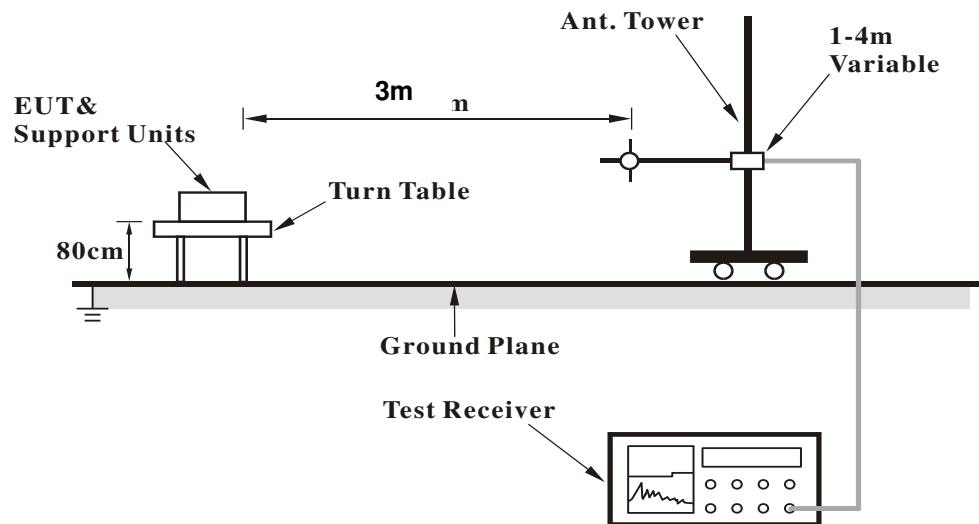 Ant. Tower
1-4m
Variable
3m
m
EUT&
Support Units
Turn Table
80cm
Ground Plane
Test Receiver